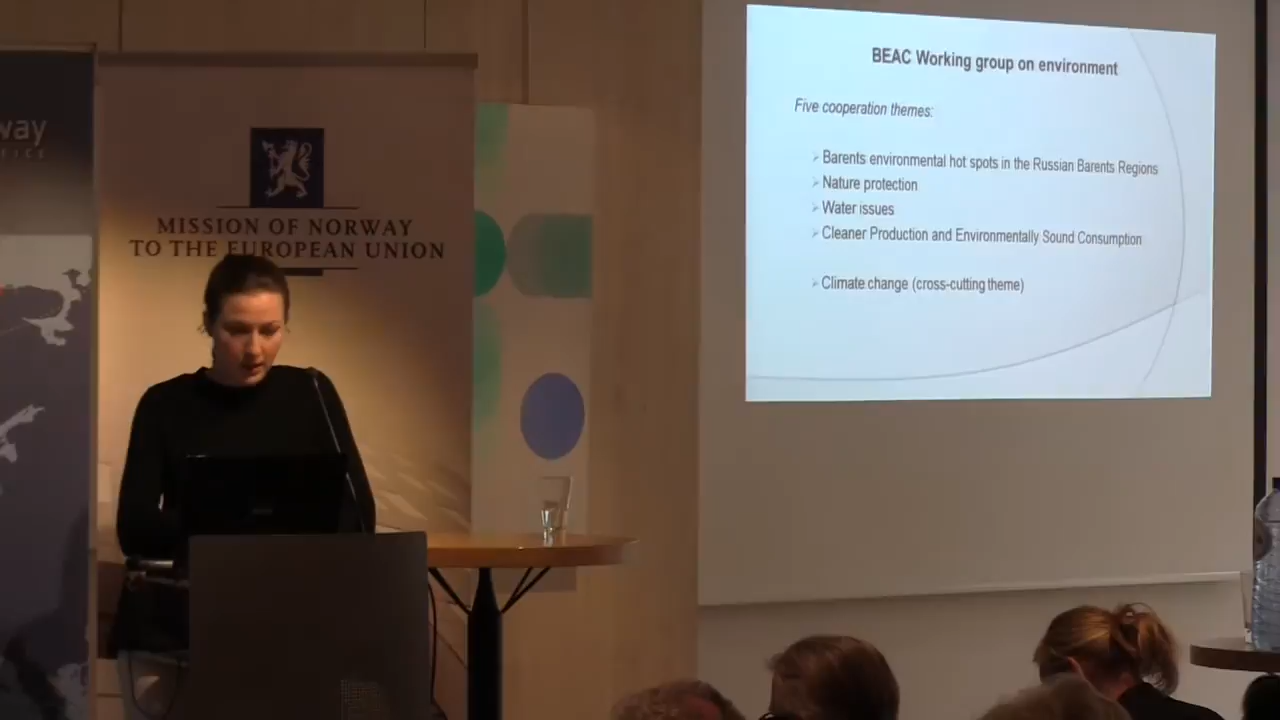 way
MISSION OF NORWAY
TO THE EUROPEAN UNION
BEAC Working group on environment
Five cooperation themes:
Barents environmental hot spots in the Russian Barents Regions
Nature protection
Water issues
Cleaner Production and Environmentally Sound Consumption
Climate change (cross-cutting theme)